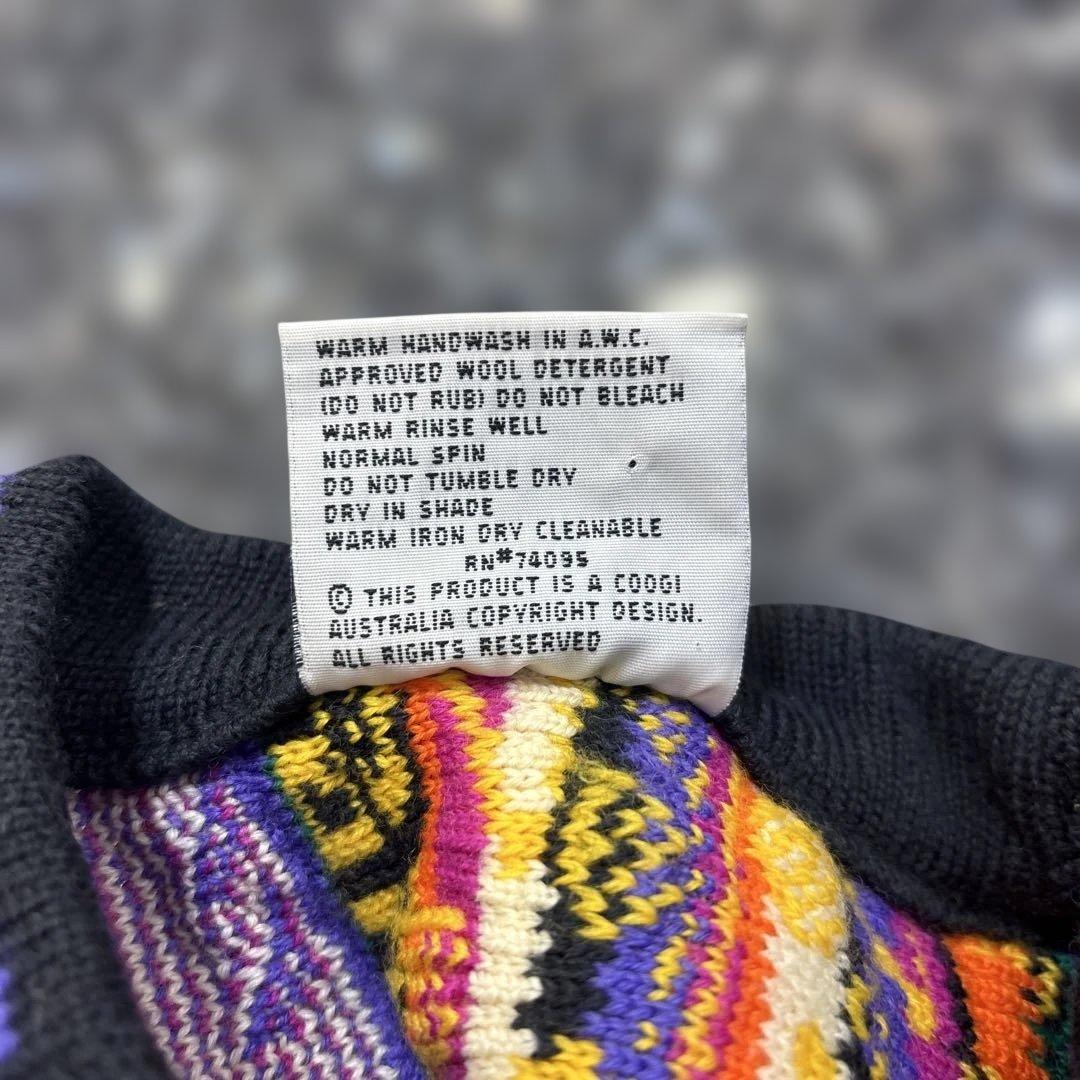 WARM HANDWASH IN A.W.C.
APPROVED WOOL DETERGENT
(DO NOT RUB) DO NOT BLEACH
WARM RINSE WELL
NORMAL SPIN
DO NOT TUMBLE DRY
DRY IN SHADE
WARM IRON DRY CLEANABLE
RN#74095
© THIS PRODUCT IS A COOGI
AUSTRALIA COPYRIGHT DESIGN.
ALL RIGHTS RESERVED